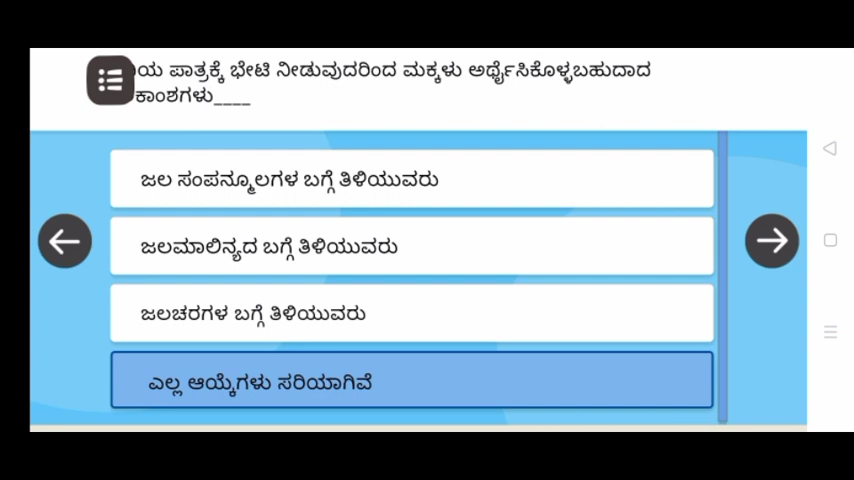 ಪಾತ್ರಕ್ಕೆ ಭೇಟಿ ನೀಡುವುದರಿಂದ ಮಕ್ಕಳು ಅರ್ಥೈಸಿಕೊಳ್ಳಬಹುದಾದ
ಕಾಂಶಗಳು____
ಜಲ ಸಂಪನ್ಮೂಲಗಳ ಬಗ್ಗೆ ತಿಳಿಯುವರು
ಜಲಮಾಲಿನ್ಯದ ಬಗ್ಗೆ ತಿಳಿಯುವರು
ಜಲಚರಗಳ ಬಗ್ಗೆ ತಿಳಿಯುವರು
ಎಲ್ಲ ಆಯ್ಕೆಗಳು ಸರಿಯಾಗಿವೆ